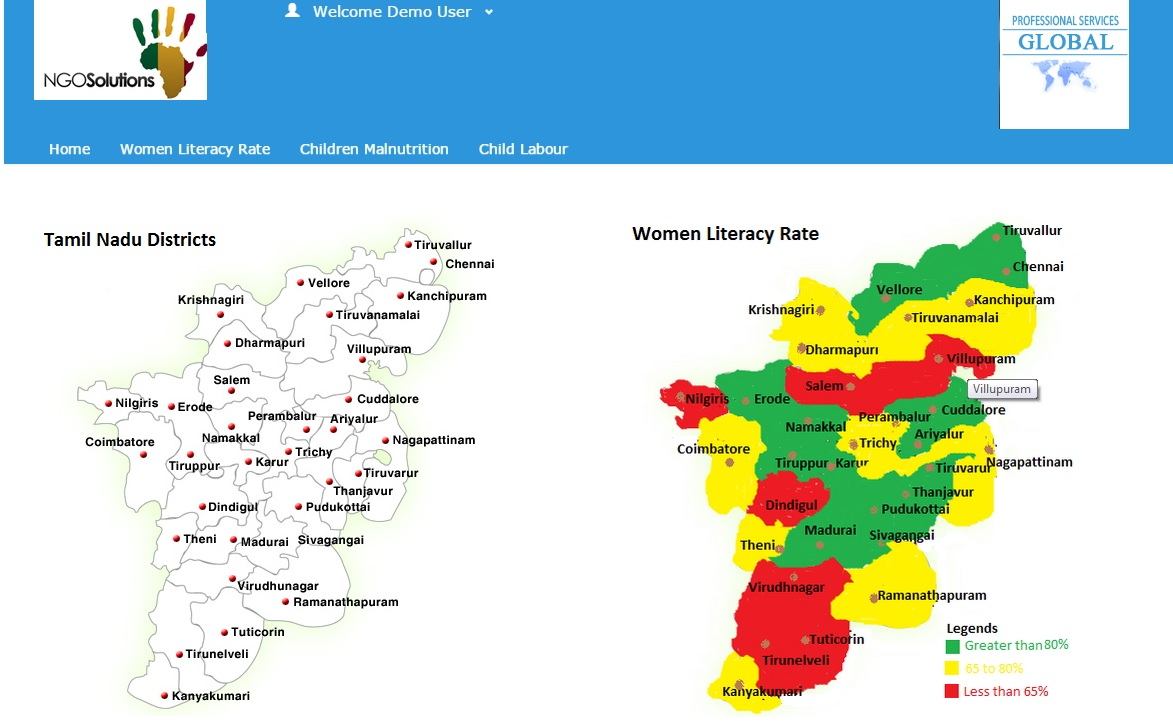 Welcome Demo User
NGOSolutions
PROFESSIONAL SERVICES
GLOBAL
Home
Women Literacy Rate
Children Malnutrition
Child Labour
Tamil Nadu Districts
Tiruvallur
Chennai
Vellore
Kanchipuram
Krishnagiri
Tiruvanamalai
Dharmapuri
Villupuram
Salem
Cuddalore
Nilgiris
Erode
Perambalur
Ariyalur
Namakkal
Coimbatore
Nagapattinam
Trichy
Tiruppur
Karur
Tiruvarur
Thanjavur
Dindigul
Pudukottai
Theni
Madurai
Sivagangai
Virudhunagar
Ramanathapuram
Tuticorin
Tirunelveli
Kanyakumari
Women Literacy Rate
Tiruvallur
Chennai
Vellore
Kanchipuram
Krishnagiri
Tiruvanamalai
Dharmapuri
Villupuram
Salem
Villupuram
Nilgiris
Erode
Cuddalore
Perambalur
Namakkal
Ariyalur
Trichy
Coimbatore
Tiruppur
Karur
Tiruvarur
Nagapattinam
Thanjavur
Dindigul
Pudukottai
Madurai
Sivagangai
Theni
Virudhnagar
Ramanathapuram
Tuticorin
Tirunelveli
Kanyakumari
Legends
Greater than 80%
65 to 80%
Less than 65%